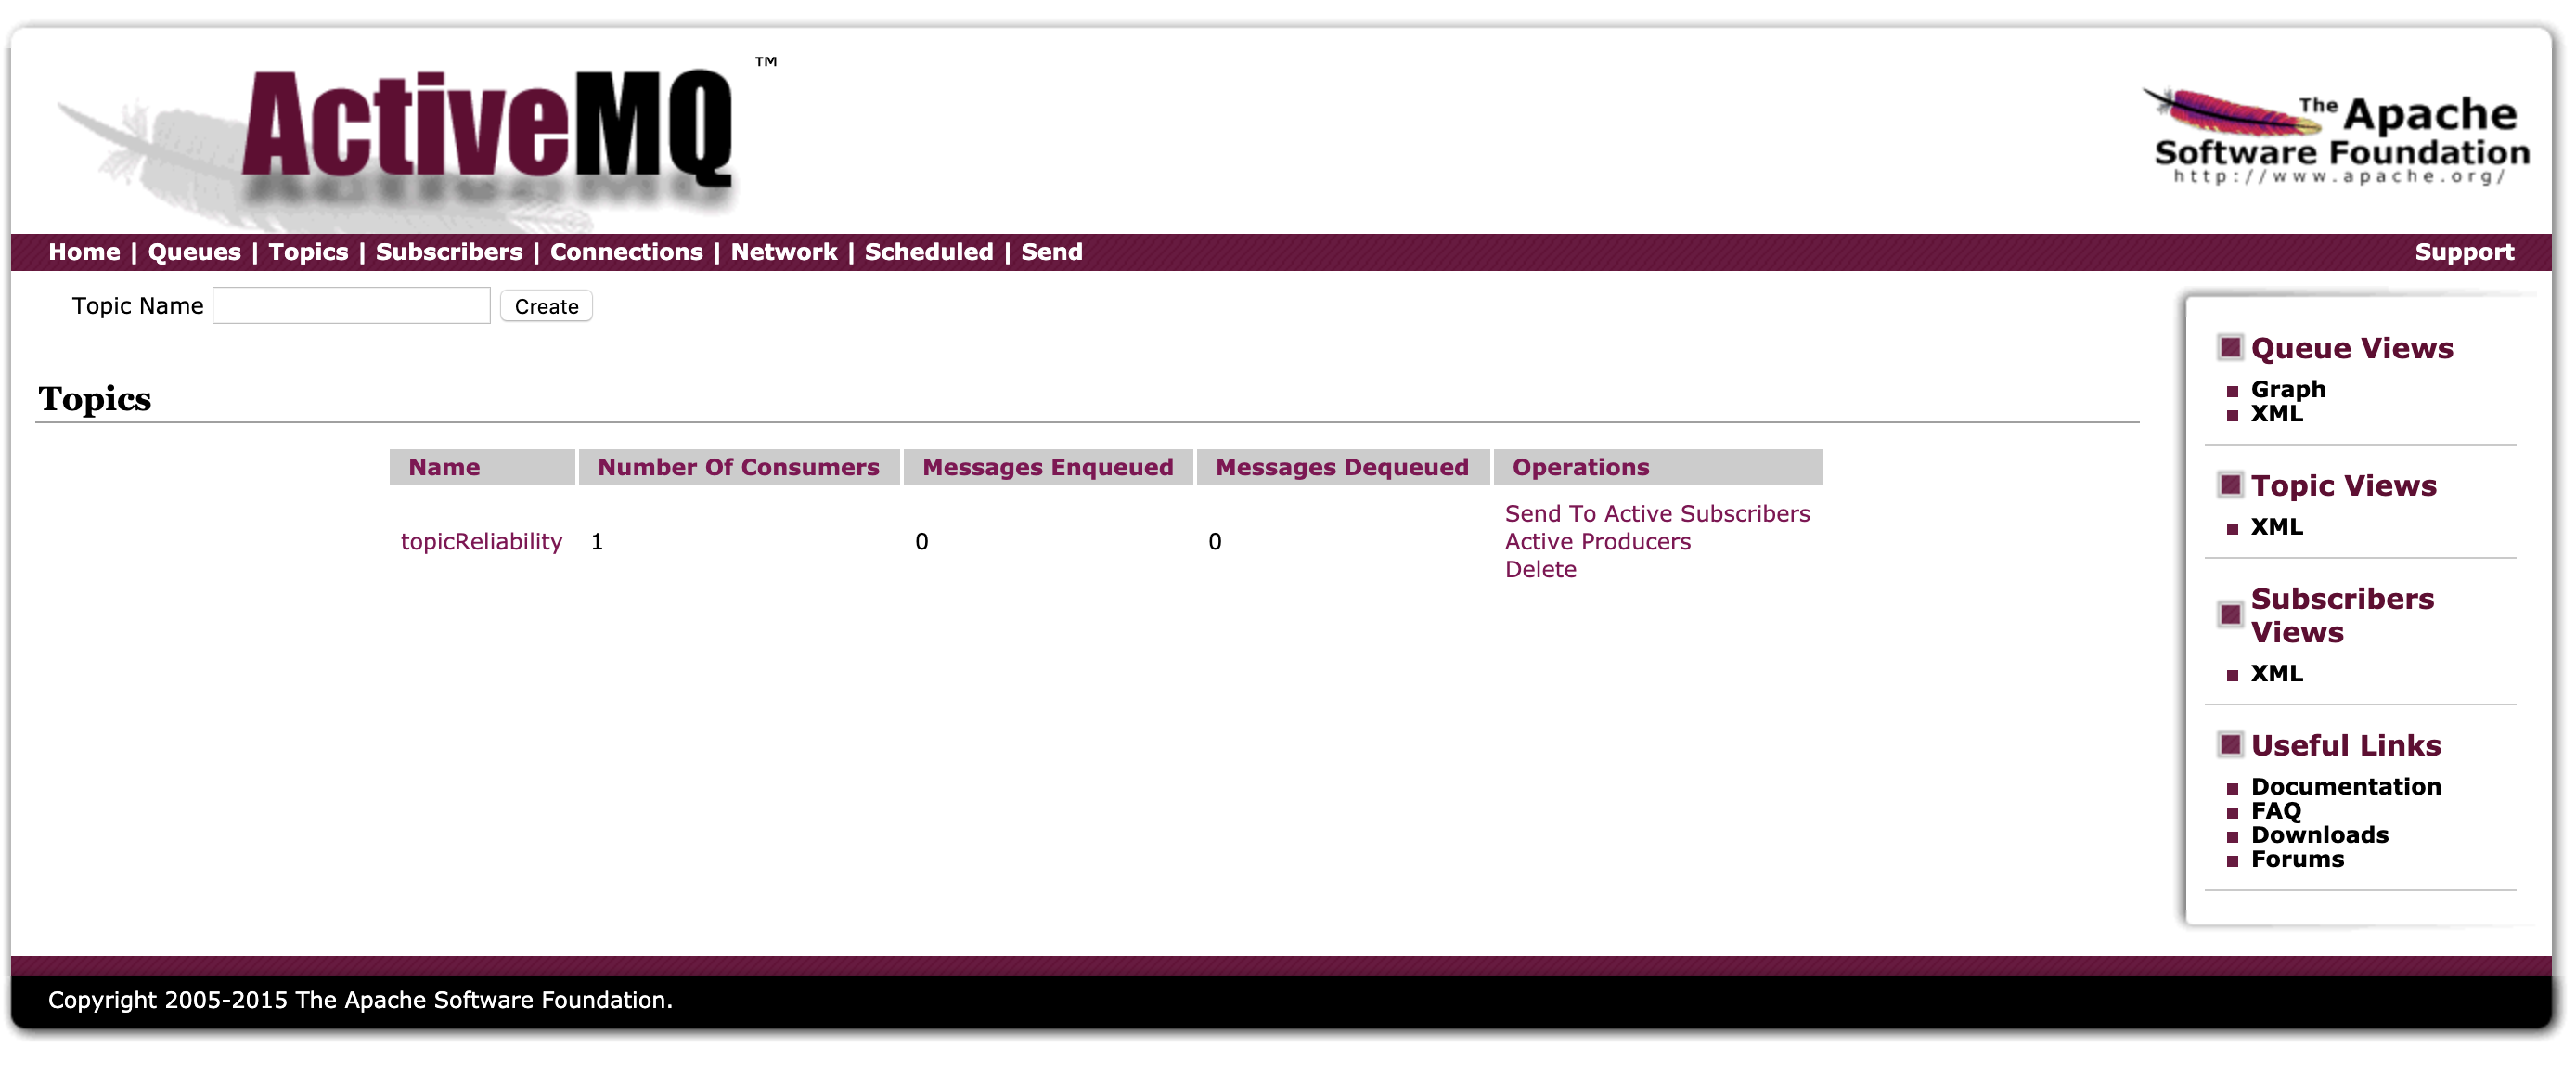 ActiveMQ ™
The Apache
Software Foundation
http://www.apache.org/
Home | Queues | Topics | Subscribers | Connections | Network | Scheduled | Send
Support
Topic Name Create
Topics
Name Number Of Consumers Messages Enqueued Messages Dequeued Operations
topicReliability 1 0 0
Send To Active Subscribers
Active Producers
Delete
Queue Views
Graph
XML
Topic Views
XML
Subscribers
Views
XML
Useful Links
Documentation
FAQ
Downloads
Forums
Copyright 2005-2015 The Apache Software Foundation.